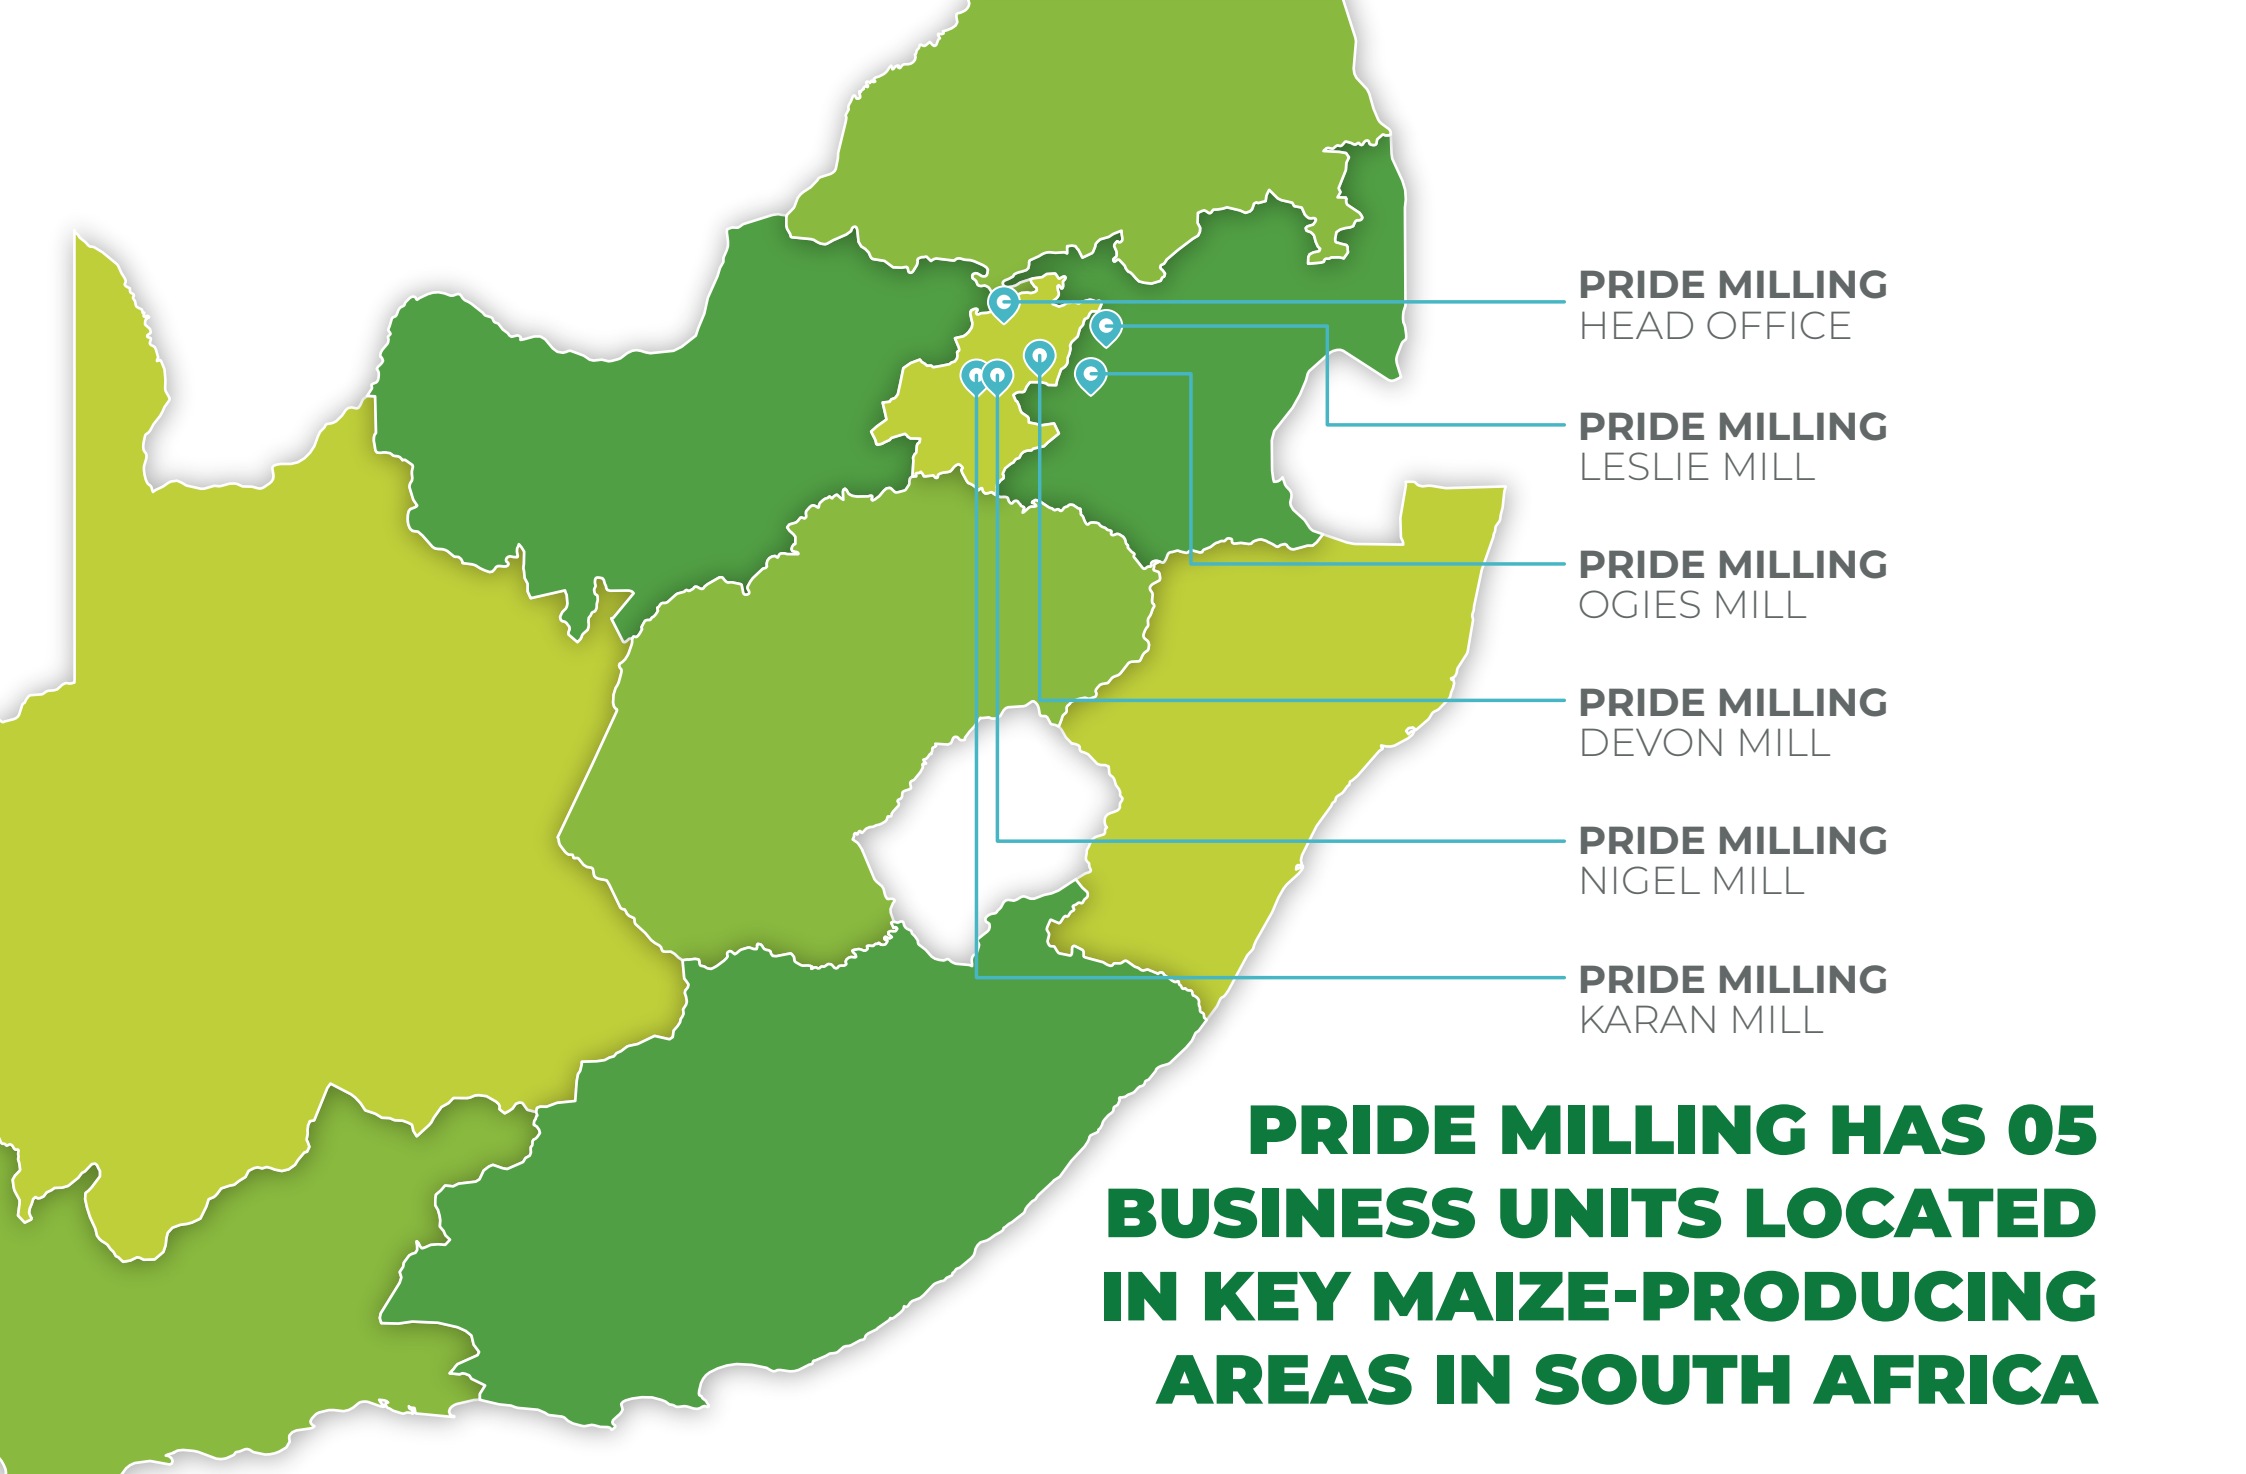 PRIDE MILLING
HEAD OFFICE
PRIDE MILLING
LESLIE MILL
PRIDE MILLING
OGIES MILL
PRIDE MILLING
DEVON MILL
PRIDE MILLING
NIGEL MILL
PRIDE MILLING
KARAN MILL
PRIDE MILLING HAS 05
BUSINESS UNITS LOCATED
IN KEY MAIZE-PRODUCING
AREAS IN SOUTH AFRICA